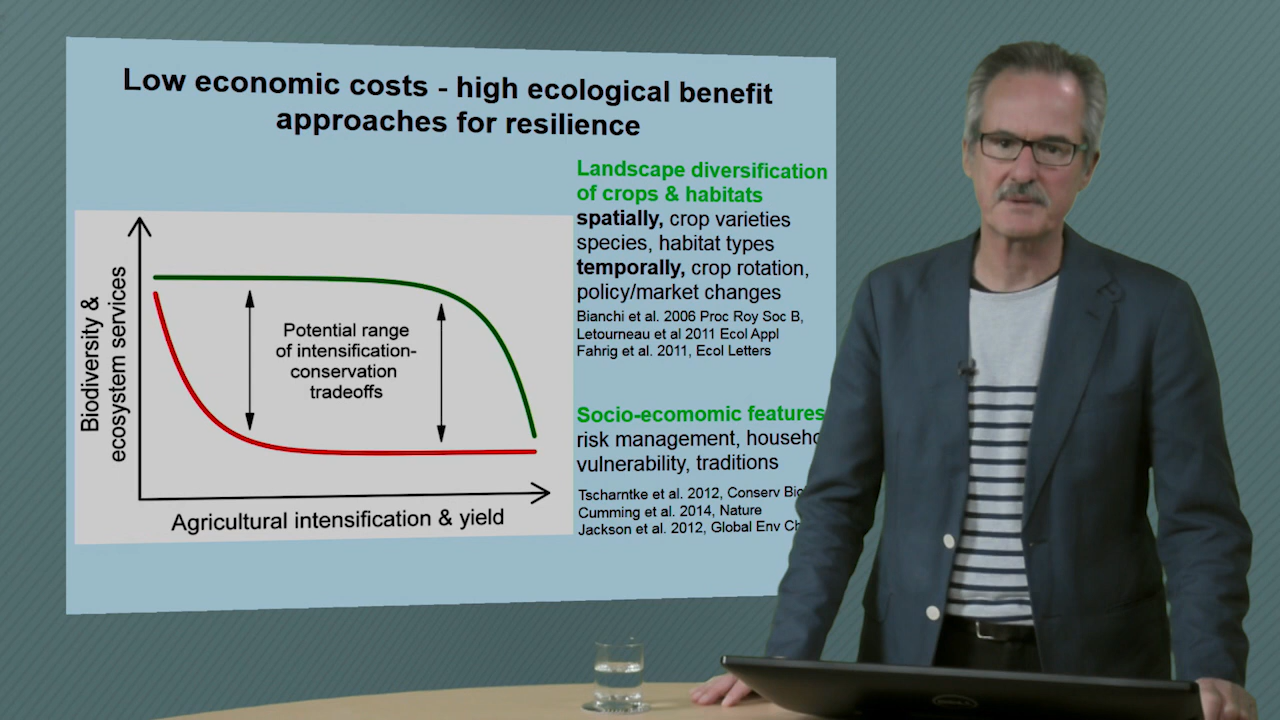 Low economic costs - high ecological benefit
approaches for resilience
Biodiversity &
ecosystem services
Potential range
of intensification-
conservation
tradeoffs
Agricultural intensification & yield
Landscape diversification
of crops & habitats
spatially, crop varieties
species, habitat types
temporally, crop rotation,
policy/market changes
Bianchi et al. 2006 Proc Roy Soc B,
Letourneau et al 2011 Ecol Appl
Fahrig et al. 2011, Ecol Letters
Socio-ecomomic features
risk management,
vulnerability, traditions
Tscharntke et al. 2012, Conserv
Cumming et al. 2014, Nature
Jackson et al. 2012, Global Env
DELL